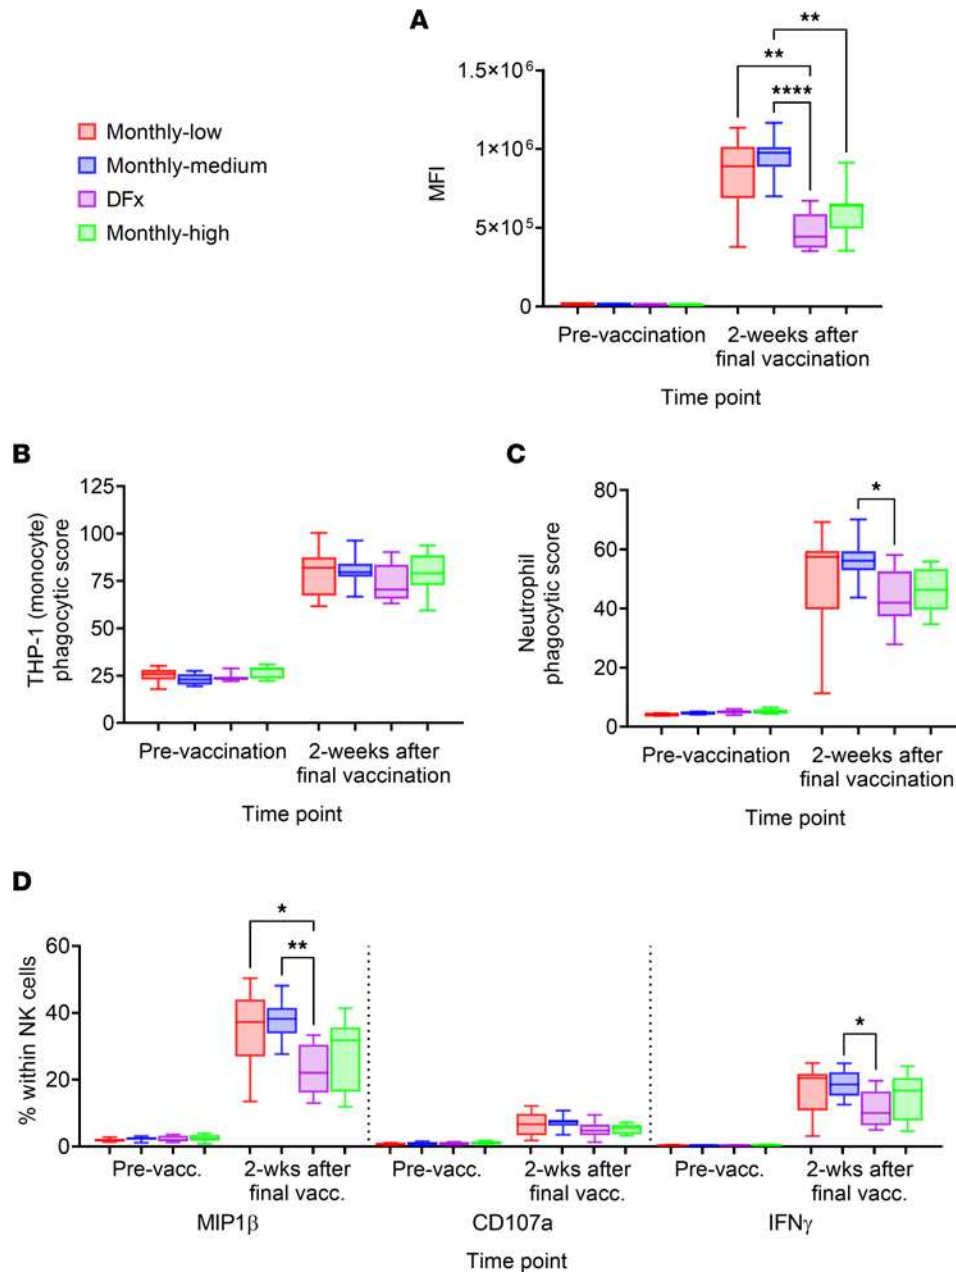 A
**
**
****
1.5×10⁶
1×10⁶
5×10⁵
0
MFI
Monthly-low
Monthly-medium
DFx
Monthly-high
Pre-vaccination
2-weeks after
final vaccination
Time point
B
125
100
75
50
25
0
THP-1 (monocyte)
phagocytic score
Pre-vaccination
2-weeks after
final vaccination
Time point
C
*
80
60
40
20
0
Neutrophil
phagocytic score
Pre-vaccination
2-weeks after
final vaccination
Time point
D
*
**
*
60
40
20
0
% within NK cells
Pre-vacc.
2-wks after
final vacc.
Pre-vacc.
2-wks after
final vacc.
Pre-vacc.
2-wks after
final vacc.
MIP1β
CD107a
IFNγ
Time point